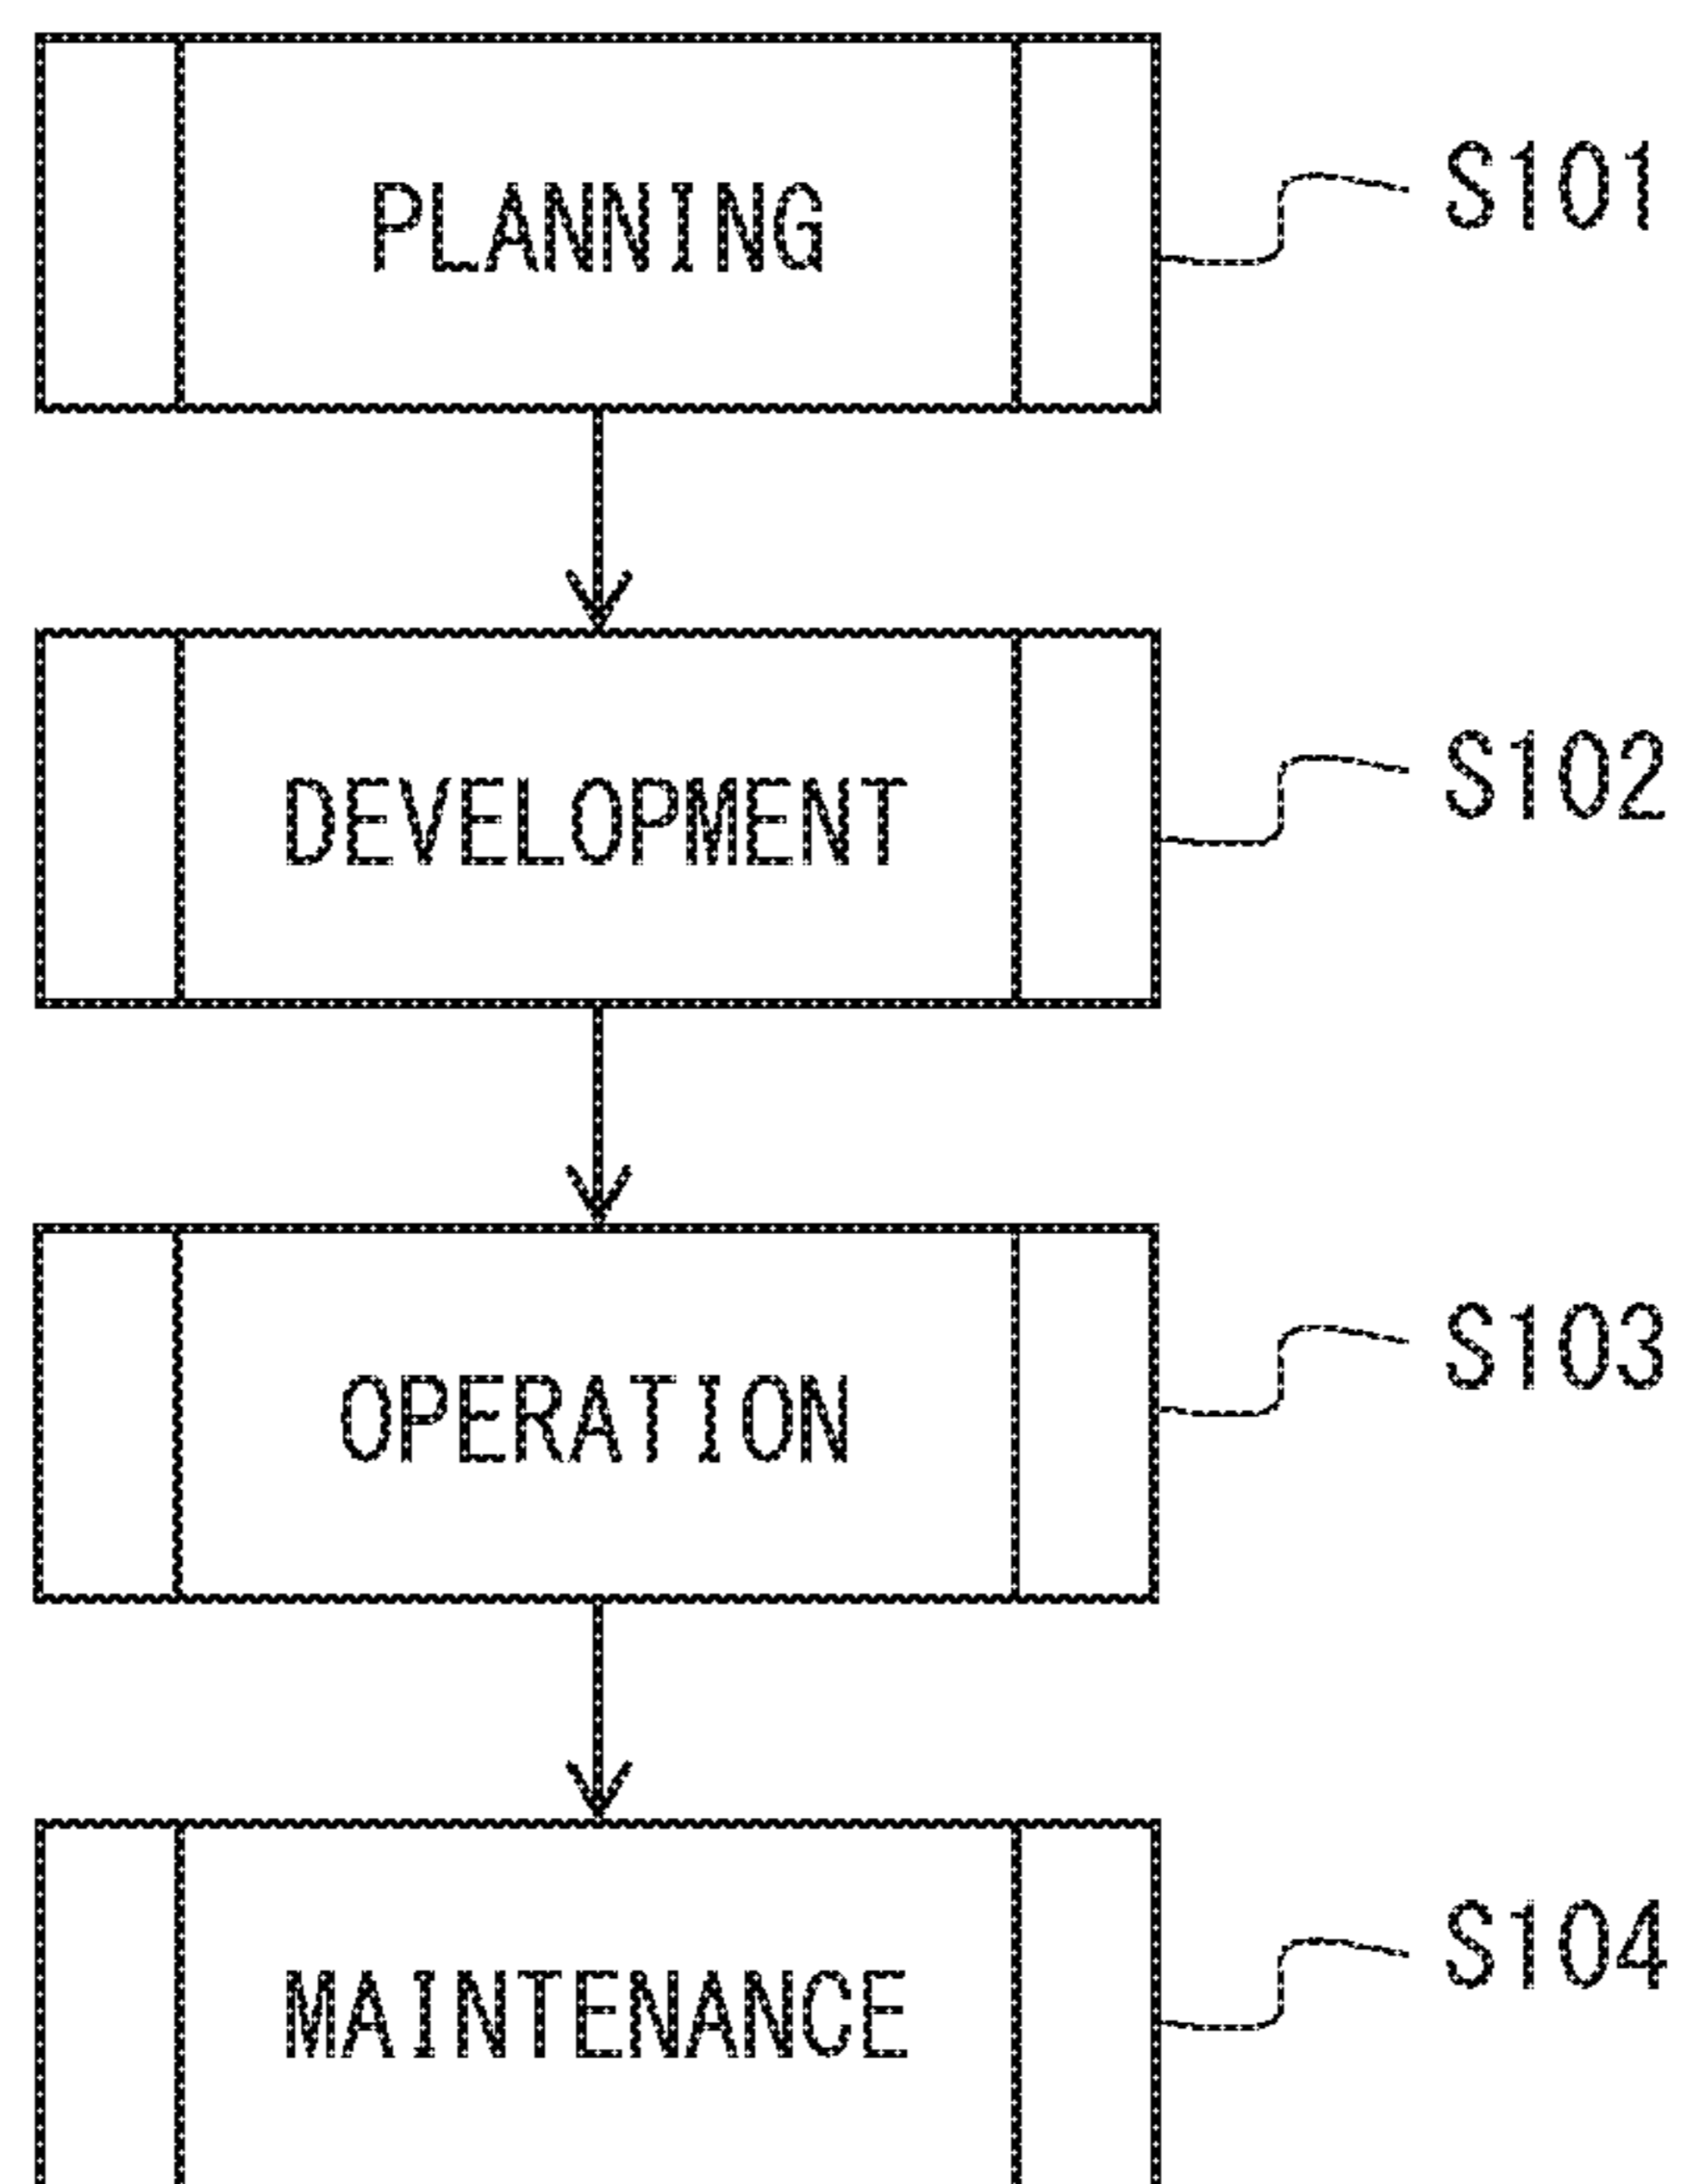 PLANNING
S101
DEVELOPMENT
S102
OPERATION
S103
MAINTENANCE
S104